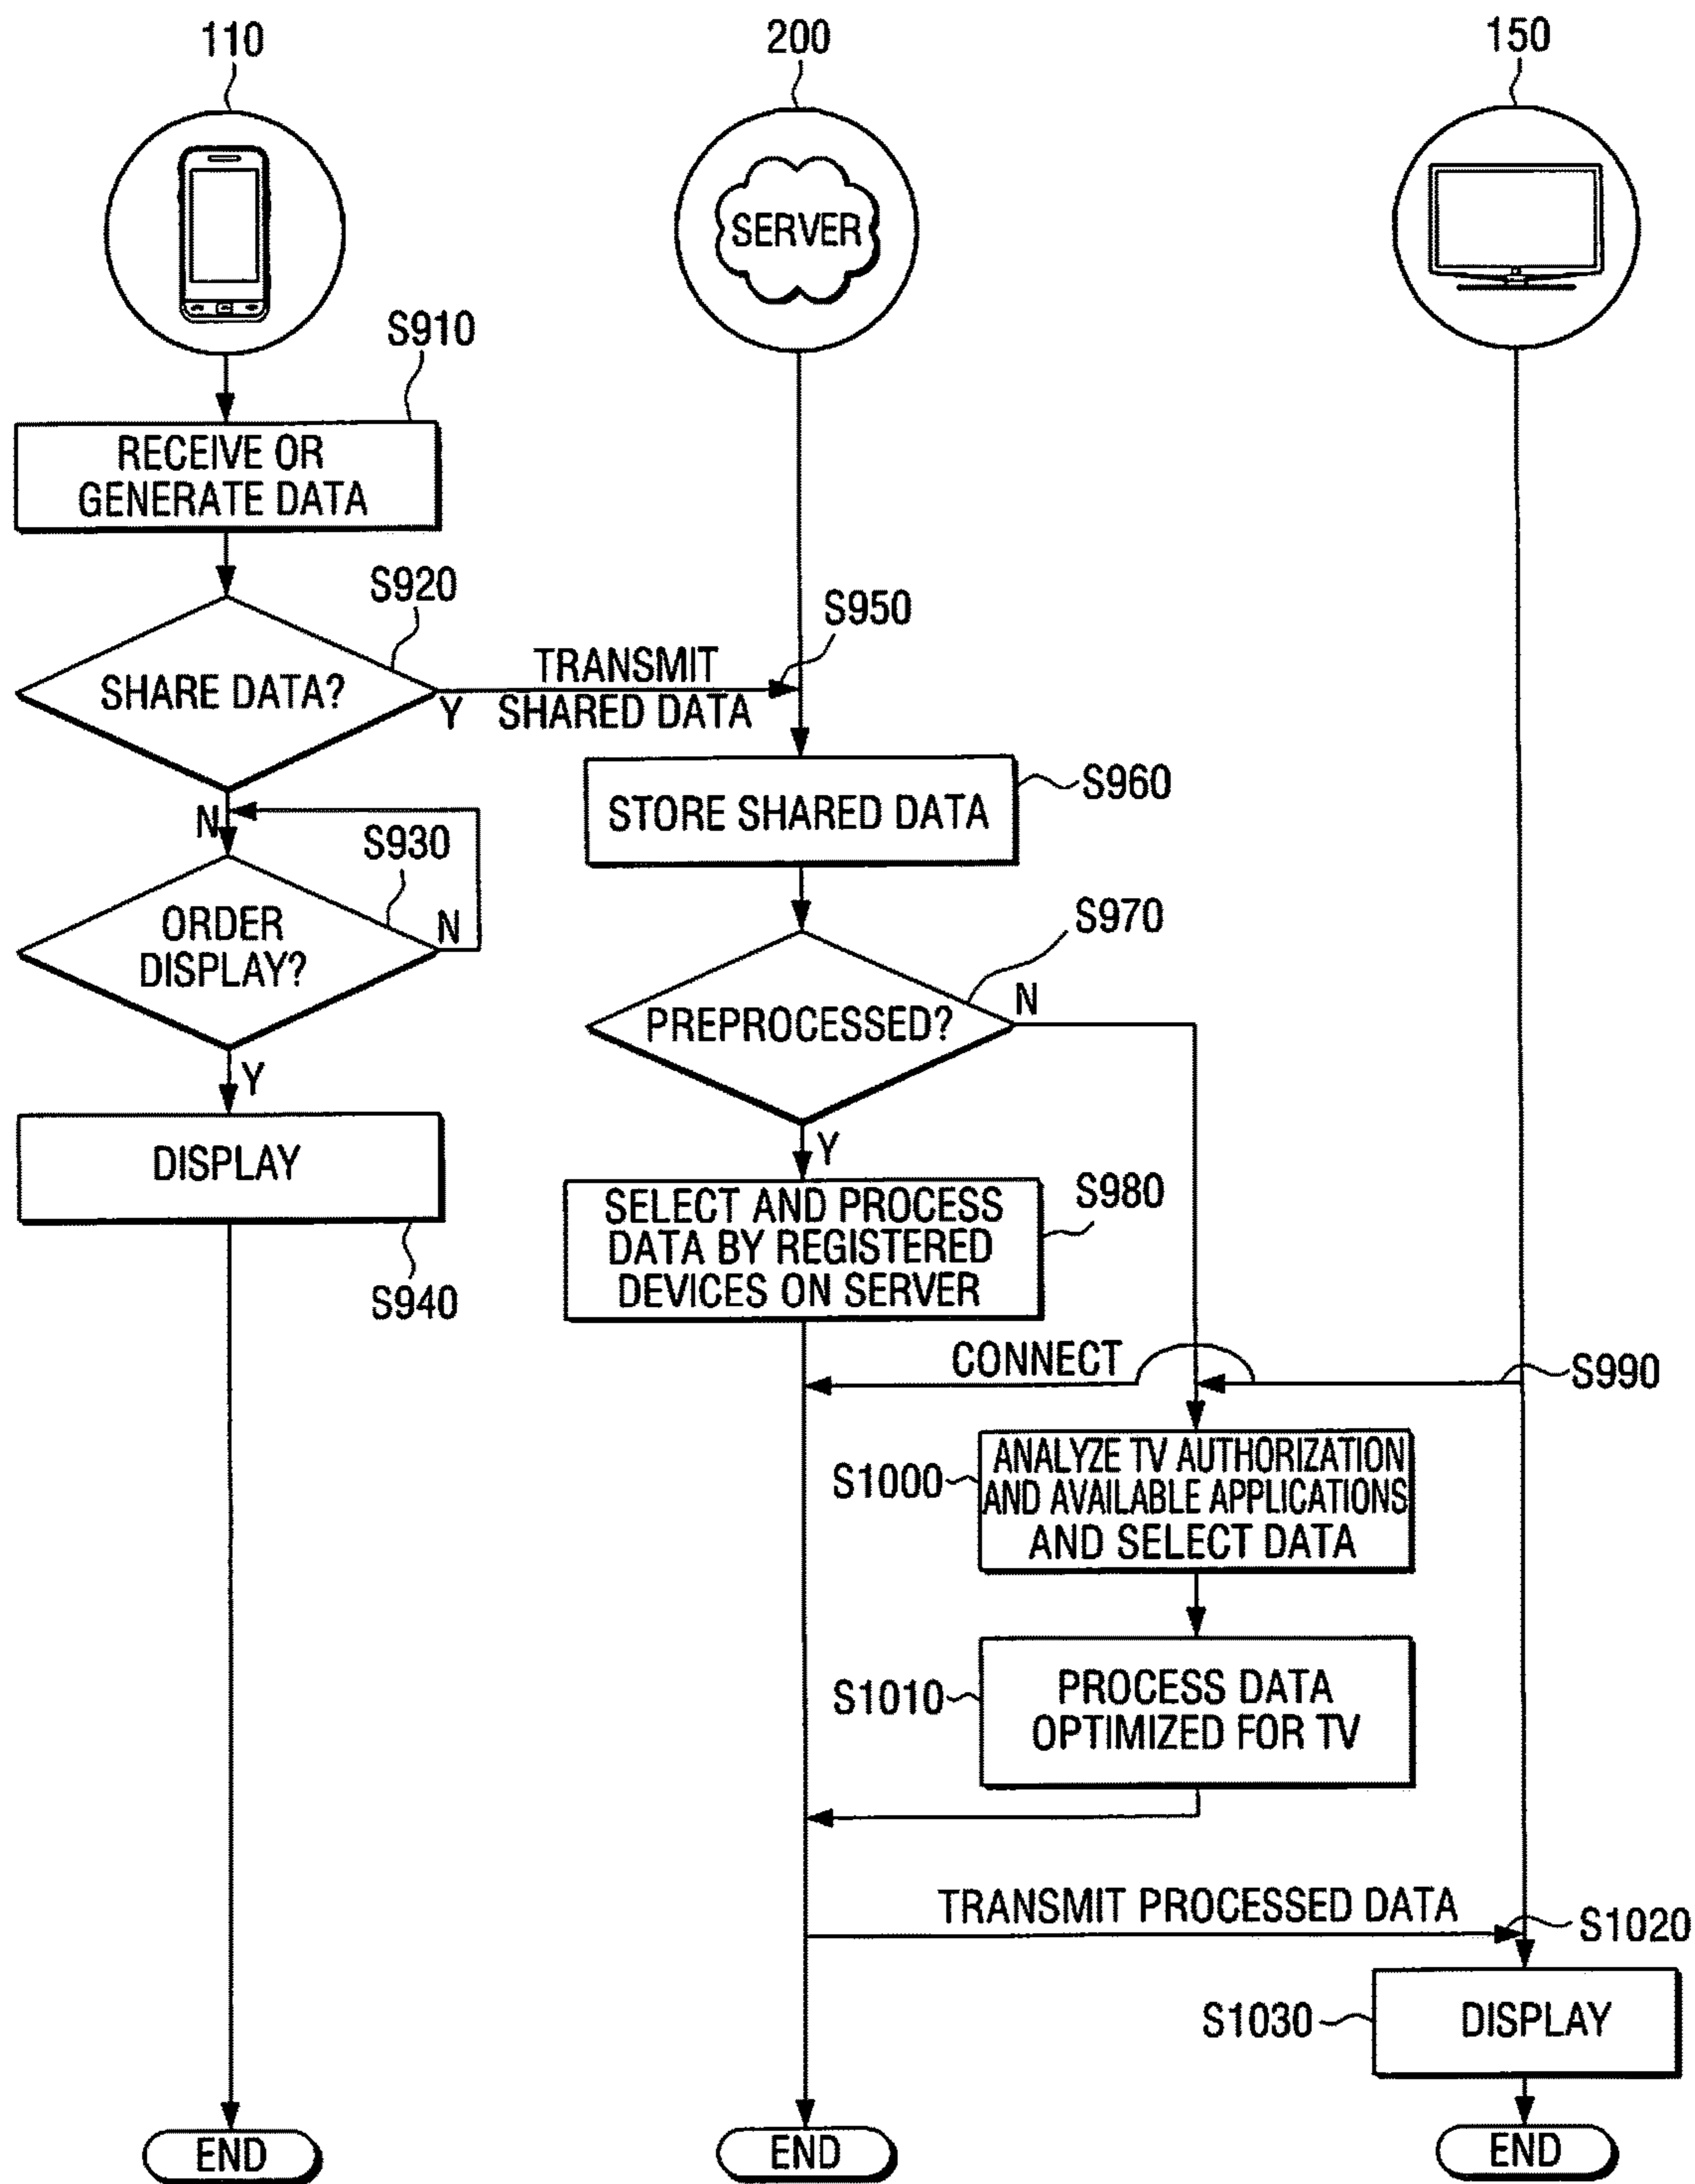 110
200
150
SERVER
S910
RECEIVE OR
GENERATE DATA
S920
SHARE DATA?
Y
TRANSMIT
SHARED DATA
S950
N
S930
ORDER
DISPLAY?
N
Y
DISPLAY
S940
STORE SHARED DATA
S960
S970
PREPROCESSED?
N
Y
SELECT AND PROCESS
DATA BY REGISTERED
DEVICES ON SERVER
S980
CONNECT
S990
S1000
ANALYZE TV AUTHORIZATION
AND AVAILABLE APPLICATIONS
AND SELECT DATA
S1010
PROCESS DATA
OPTIMIZED FOR TV
TRANSMIT PROCESSED DATA
S1020
S1030
DISPLAY
END
END
END